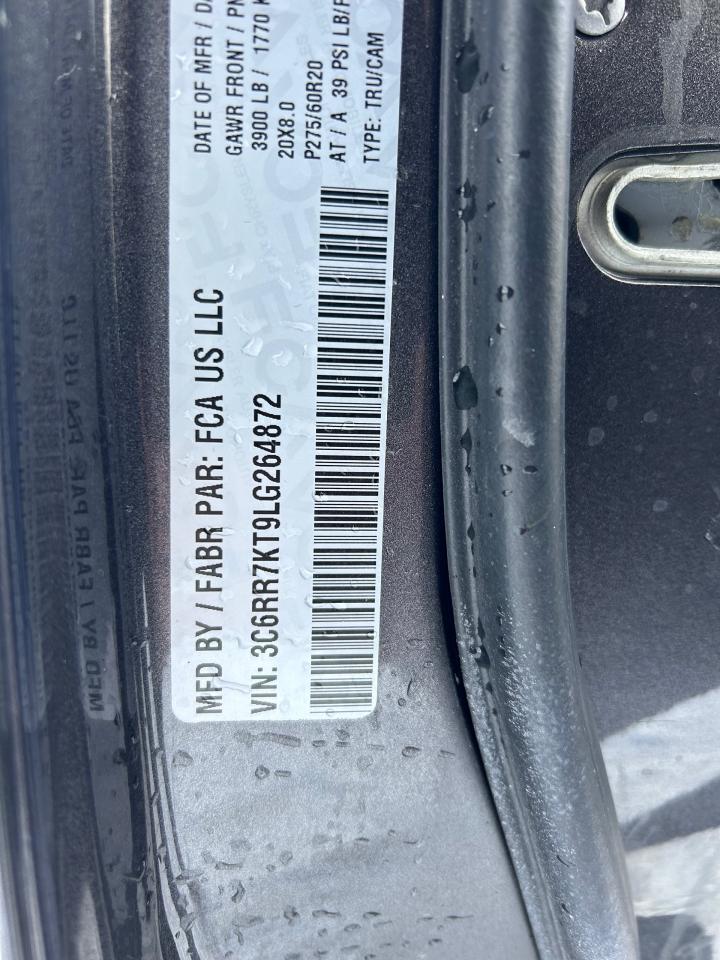 MFD BY / FABR PAR: FCA US LLC
VIN: 3C6RR7KT9LG264872
DATE OF MFR / DA
GAWR FRONT / PN
3900 LB / 1770 K
20X8.0
P275/60R20
AT / A 39 PSI LB/P
TYPE: TRU/CAM